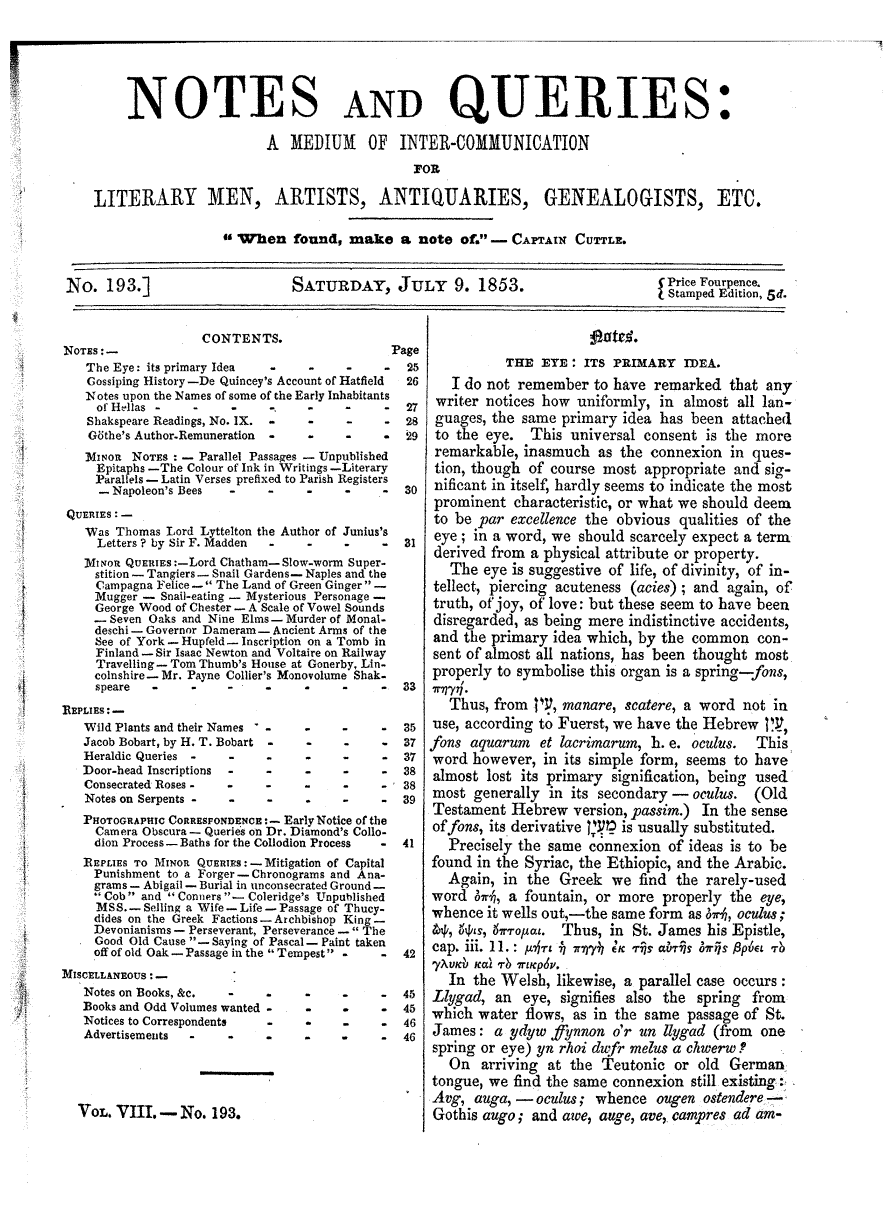 NOTES AND QUERIES:
A MEDIUM OF INTER-COMMUNICATION
FOR
LITERARY MEN, ARTISTS, ANTIQUARIES, GENEALOGISTS, ETC.
"When found, make a note of."—CAPTAIN CUTTLE.
No. 193.]
SATURDAY, JULY 9. 1853.
{ Price Fourpence.
{ Stamped Edition, 5d.
CONTENTS.
NOTES:— Page
The Eye: its primary Idea - - - - 25
Gossiping History—De Quincey's Account of Hatfield 26
Notes upon the Names of some of the Early Inhabitants
of Hellas - - - - - - - 27
Shakspeare Readings, No. IX. - - - - 28
Göthe's Author-Remuneration - - - - 29
MINOR NOTES:—Parallel Passages—Unpublished
Epitaphs—The Colour of Ink in Writings—Literary
Parallels—Latin Verses prefixed to Parish Registers
—Napoleon's Bees - - - - - 30
QUERIES:—
Was Thomas Lord Lyttelton the Author of Junius's
Letters? by Sir F. Madden - - - - 31
MINOR QUERIES:—Lord Chatham—Slow-worm Super-
stition—Tangiers—Snail Gardens—Naples and the
Campagna Felice—"The Land of Green Ginger"—
Mugger—Snail-eating—Mysterious Personage—
George Wood of Chester—A Scale of Vowel Sounds
—Seven Oaks and Nine Elms—Murder of Monal-
deschi—Governor Dameram—Ancient Arms of the
See of York—Hupfeld—Inscription on a Tomb in
Finland—Sir Isaac Newton and Voltaire on Railway
Travelling—Tom Thumb's House at Gonerby, Lin-
colnshire—Mr. Payne Collier's Monovolume Shak-
speare - - - - - - - 33
REPLIES:—
Wild Plants and their Names - - - - 35
Jacob Bobart, by H. T. Bobart - - - - 37
Heraldic Queries - - - - - - 37
Door-head Inscriptions - - - - - 38
Consecrated Roses - - - - - - 38
Notes on Serpents - - - - - - 39
PHOTOGRAPHIC CORRESPONDENCE:—Early Notice of the
Camera Obscura—Queries on Dr. Diamond's Collo-
dion Process—Baths for the Collodion Process - 41
REPLIES TO MINOR QUERIES:—Mitigation of Capital
Punishment to a Forger—Chronograms and Ana-
grams—Abigail—Burial in unconsecrated Ground—
"Cob" and "Conners"—Coleridge's Unpublished
MSS.—Selling a Wife—Life—Passage of Thucy-
dides on the Greek Factions—Archbishop King—
Devonianisms—Perseverant, Perseverance—"The
Good Old Cause"—Saying of Pascal—Paint taken
off of old Oak—Passage in the "Tempest" - - 42
MISCELLANEOUS:—
Notes on Books, &c. - - - - - 45
Books and Odd Volumes wanted - - - - 45
Notices to Correspondents - - - - 46
Advertisements - - - - - - 46
VOL. VIII.—No. 193.
Notes.
THE EYE: ITS PRIMARY IDEA.
I do not remember to have remarked that any
writer notices how uniformly, in almost all lan-
guages, the same primary idea has been attached
to the eye. This universal consent is the more
remarkable, inasmuch as the connexion in ques-
tion, though of course most appropriate and sig-
nificant in itself, hardly seems to indicate the most
prominent characteristic, or what we should deem
to be par excellence the obvious qualities of the
eye; in a word, we should scarcely expect a term
derived from a physical attribute or property.
The eye is suggestive of life, of divinity, of in-
tellect, piercing acuteness (acies); and again, of
truth, of joy, of love: but these seem to have been
disregarded, as being mere indistinctive accidents,
and the primary idea which, by the common con-
sent of almost all nations, has been thought most
properly to symbolise this organ is a spring—fons,
πηγή.
Thus, from עִין, manare, scatere, a word not in
use, according to Fuerst, we have the Hebrew עַיִן,
fons aquarum et lacrimarum, h. e. oculus. This
word however, in its simple form, seems to have
almost lost its primary signification, being used
most generally in its secondary—oculus. (Old
Testament Hebrew version, passim.) In the sense
of fons, its derivative מַעְיָן is usually substituted.
Precisely the same connexion of ideas is to be
found in the Syriac, the Ethiopic, and the Arabic.
Again, in the Greek we find the rarely-used
word ὀπὴ, a fountain, or more properly the eye,
whence it wells out,—the same form as ὀπὴ, oculus;
ὢψ, ὄψις, ὄπτομαι. Thus, in St. James his Epistle,
cap. iii. 11.: μήτι ἡ πηγὴ ἐκ τῆς αὐτῆς ὀπῆς βρύει τὸ
γλυκὺ καὶ τὸ πικρόν.
In the Welsh, likewise, a parallel case occurs:
Llygad, an eye, signifies also the spring from
which water flows, as in the same passage of St.
James: a ydyw ffynnon o'r un llygad (from one
spring or eye) yn rhoi dwfr melus a chwerw?
On arriving at the Teutonic or old German
tongue, we find the same connexion still existing:
Avg, auga,—oculus; whence ougen ostendere—
Gothis augo; and awe, auge, ave, campres ad am-